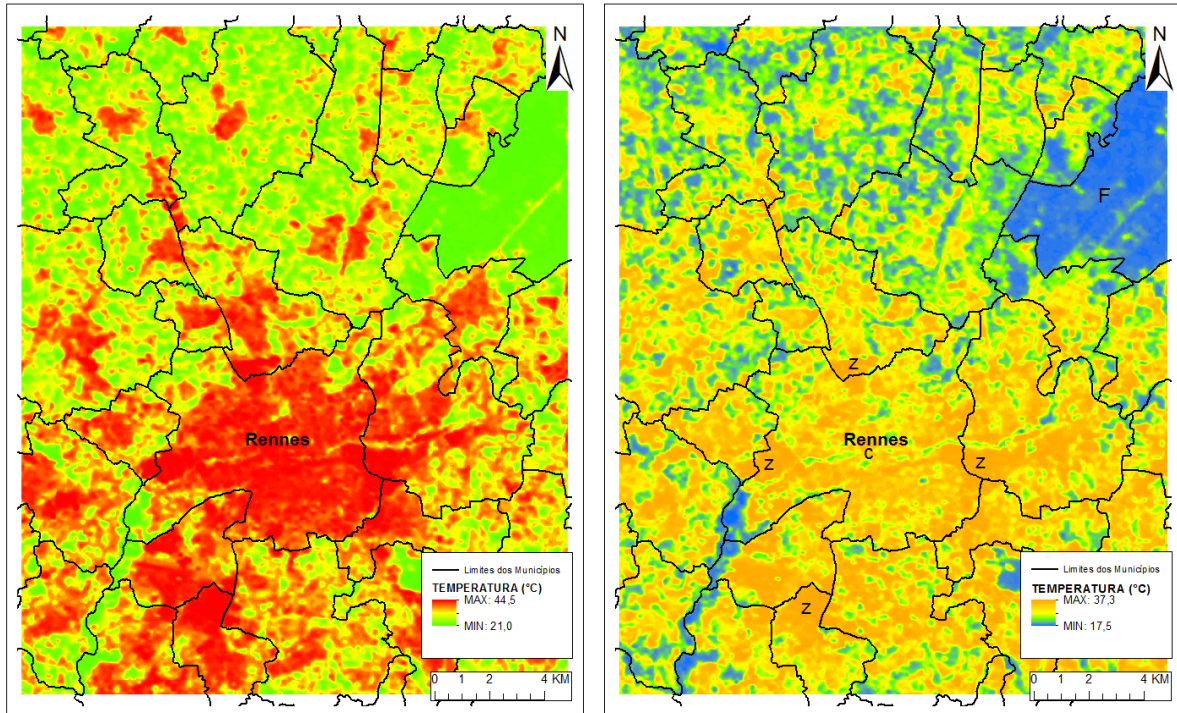 N
Rennes
Limites dos Municípios
TEMPERATURA (°C)
MAX: 44,5
MIN: 21,0
0 1 2 4 KM
N
F
Z
Rennes
C
Z
Z
Z
Limites dos Municípios
TEMPERATURA (°C)
MAX: 37,3
MIN: 17,5
0 1 2 4 KM